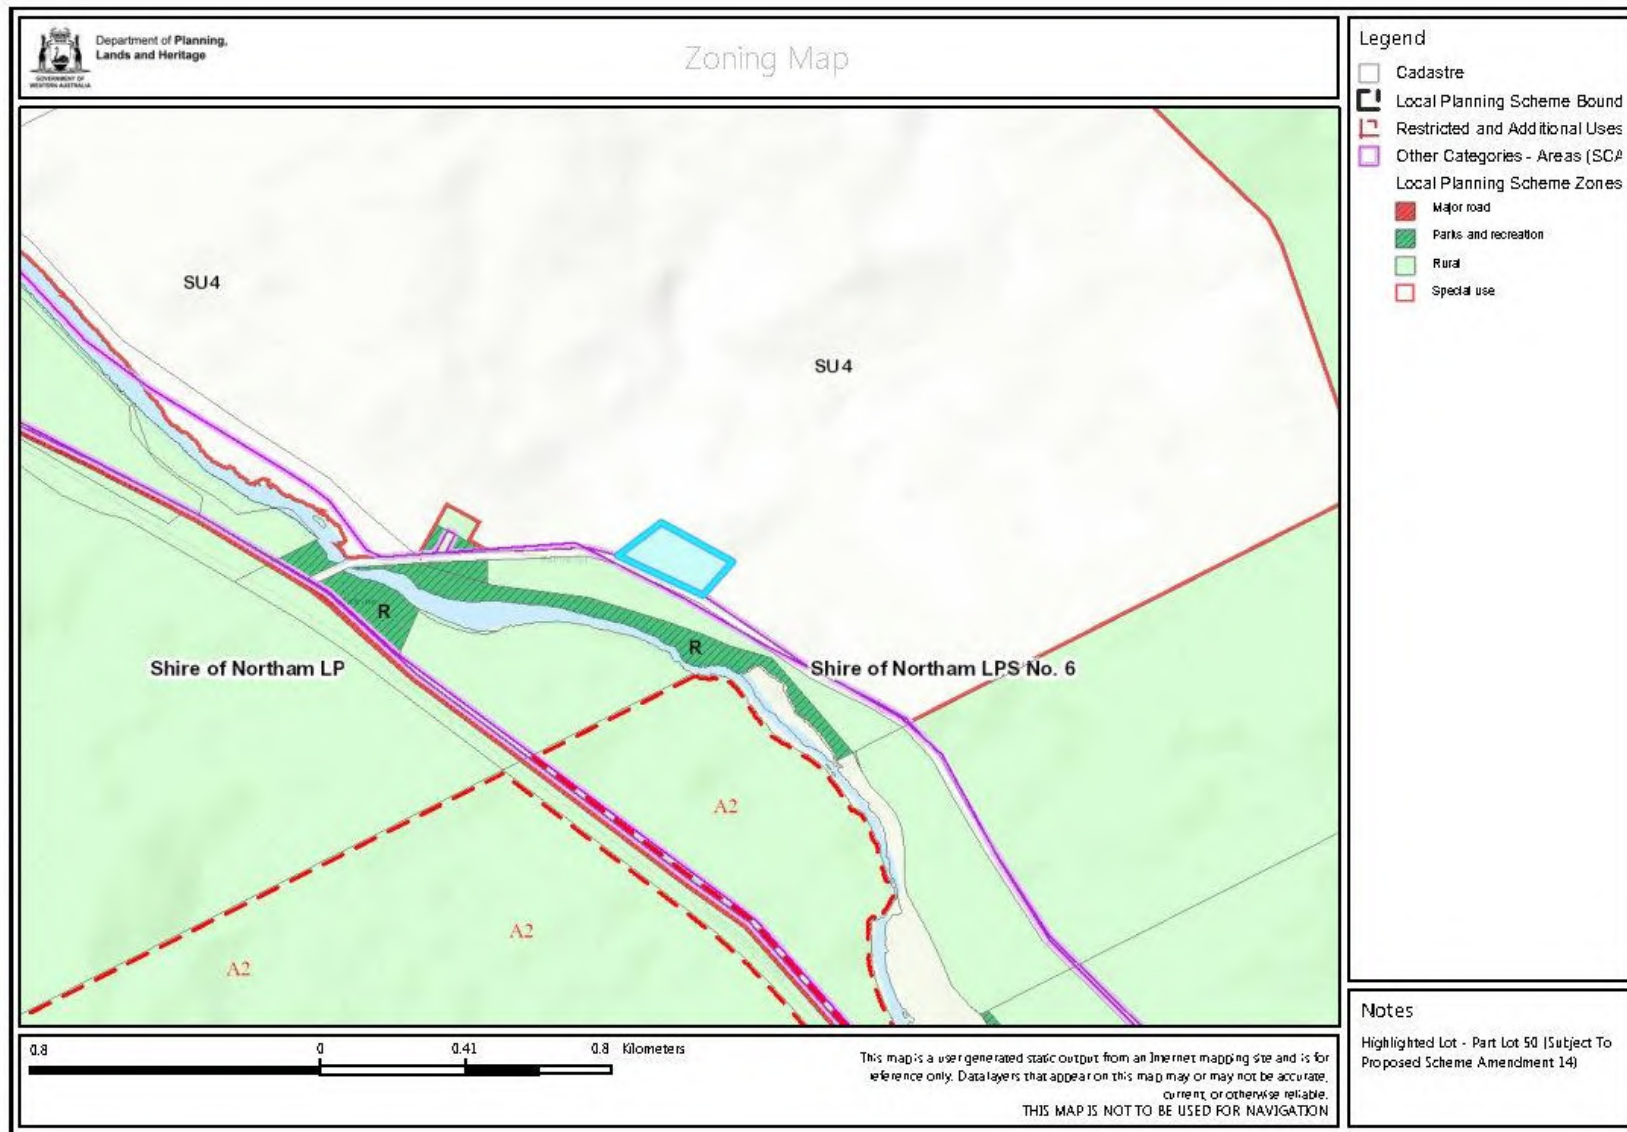 Department of Planning,
Lands and Heritage
GOVERNMENT OF
WESTERN AUSTRALIA
Zoning Map
SU4
SU4
R
R
Shire of Northam LP
Shire of Northam LPS No. 6
A2
A2
A2
Legend
Cadastre
Local Planning Scheme Bound
Restricted and Additional Uses
Other Categories - Areas (SCA
Local Planning Scheme Zones
Major road
Parks and recreation
Rural
Special use
0.8 0 0.41 0.8 Kilometers
This map is a user generated static output from an Internet mapping site and is for
reference only. Data layers that appear on this map may or may not be accurate,
current, or otherwise reliable.
THIS MAP IS NOT TO BE USED FOR NAVIGATION
Notes
Highlighted Lot - Part Lot 50 (Subject To
Proposed Scheme Amendment 14)